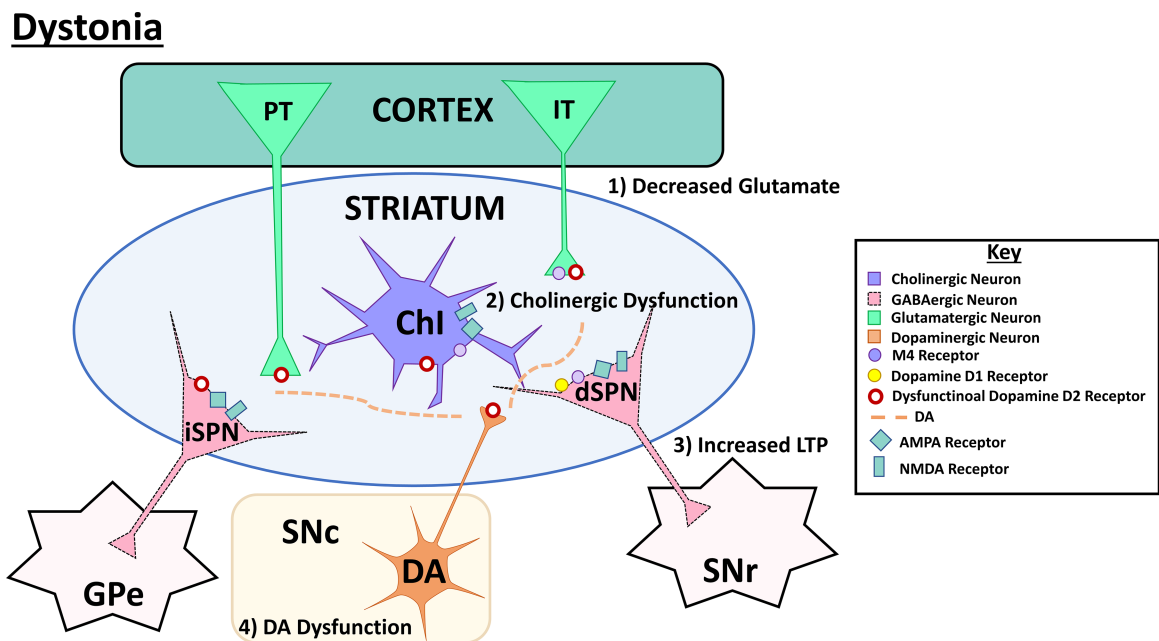 Dystonia
PT
CORTEX
IT
1) Decreased Glutamate
STRIATUM
2) Cholinergic Dysfunction
ChI
dSPN
iSPN
3) Increased LTP
SNc
DA
4) DA Dysfunction
GPe
SNr
Key
Cholinergic Neuron
GABAergic Neuron
Glutamatergic Neuron
Dopaminergic Neuron
M4 Receptor
Dopamine D1 Receptor
Dysfunctinoal Dopamine D2 Receptor
DA
AMPA Receptor
NMDA Receptor